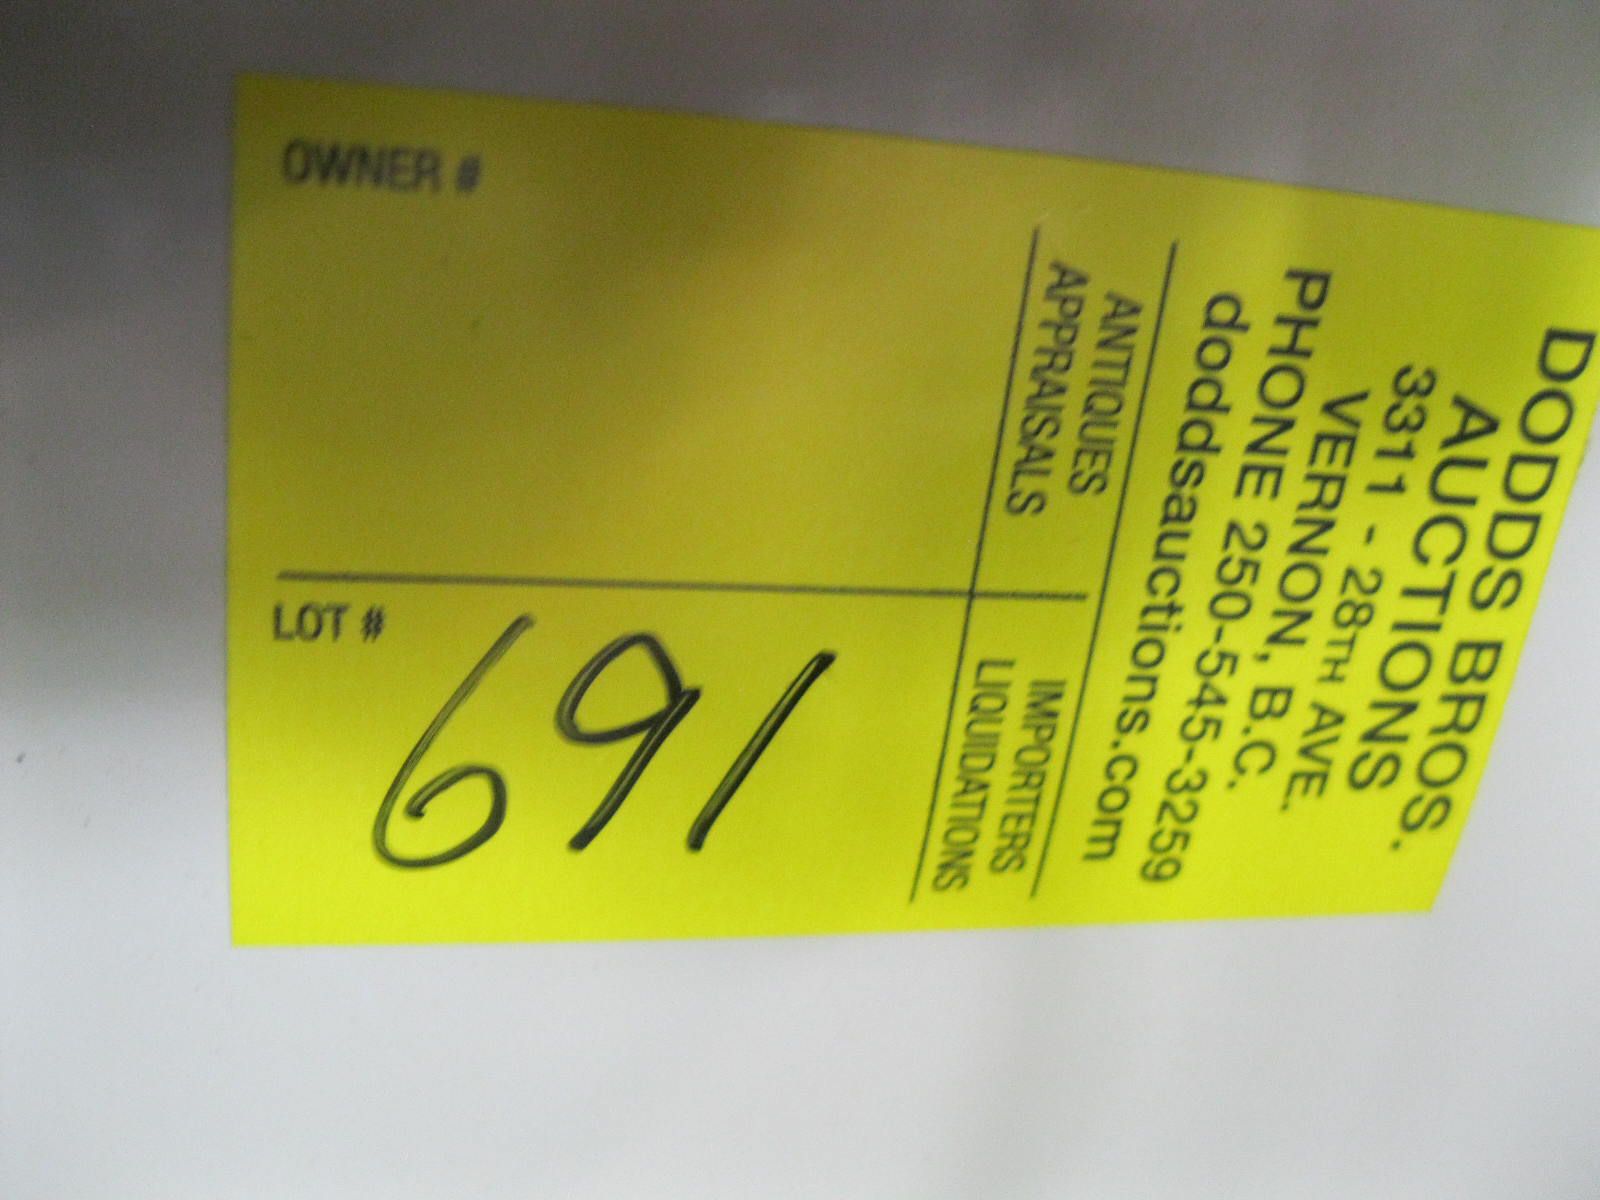 DODDS BROS.
AUCTIONS
3311 - 28TH AVE.
VERNON, B.C.
PHONE 250-545-3259
doddsauctions.com
ANTIQUES
APPRAISALS
IMPORTERS
LIQUIDATIONS
OWNER #
LOT #
691